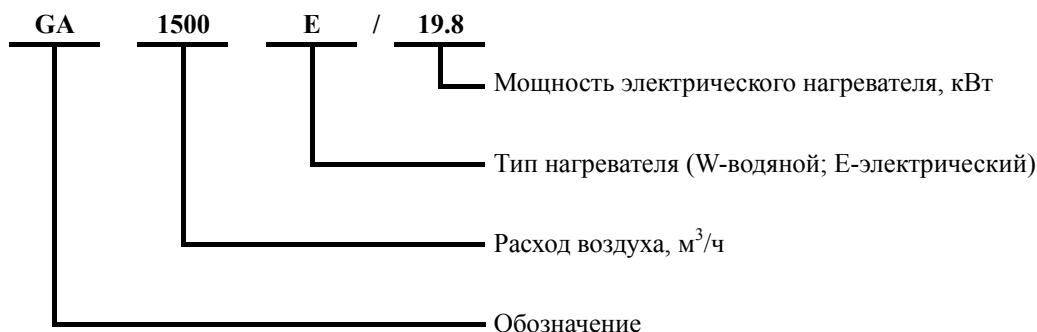 GA 1500 E / 19.8
Мощность электрического нагревателя, кВт
Тип нагревателя (W-водяной; E-электрический)
Расход воздуха, м³/ч
Обозначение